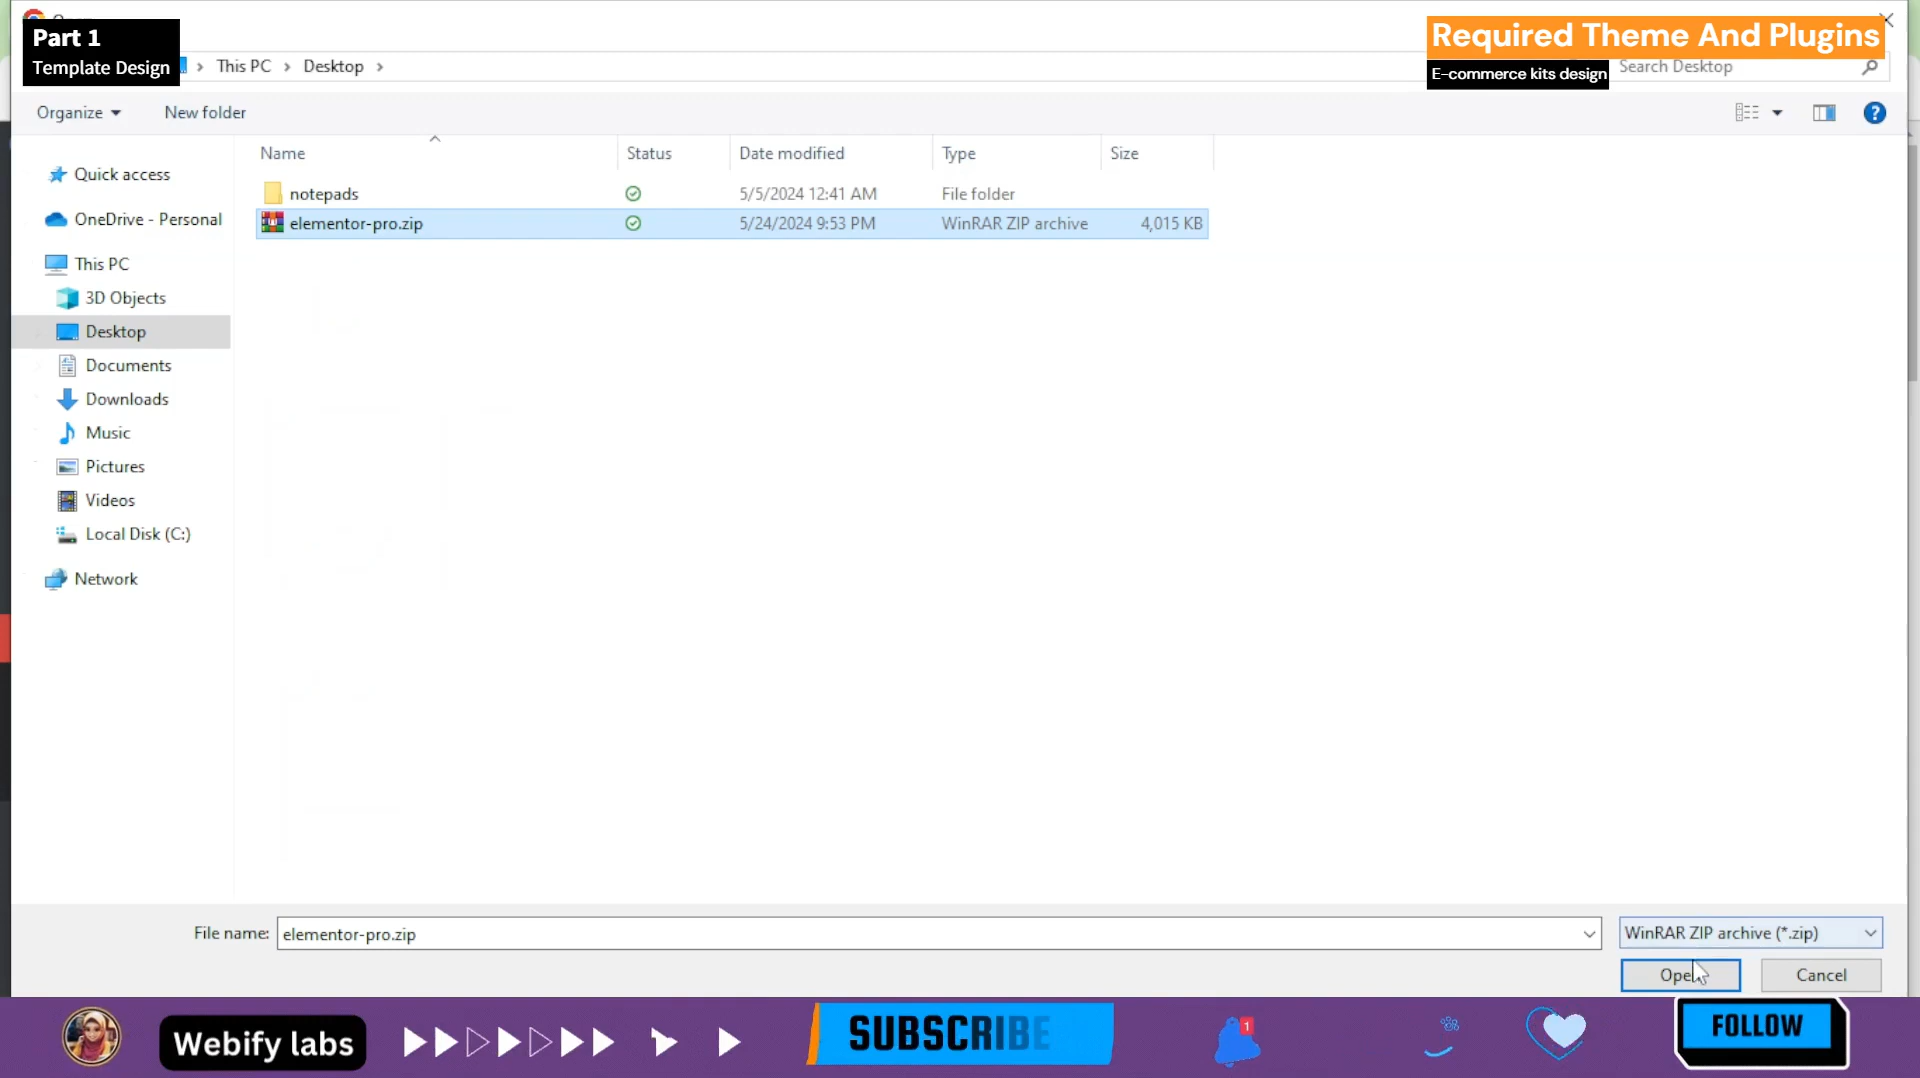 Part 1
Template Design
Required Theme And Plugins
E-commerce kits design
This PC > Desktop >
Search Desktop
Organize
New folder
Name
Status
Date modified
Type
Size
notepads
5/5/2024 12:41 AM
File folder
elementor-pro.zip
5/24/2024 9:53 PM
WinRAR ZIP archive
4,015 KB
Quick access
OneDrive - Personal
This PC
3D Objects
Desktop
Documents
Downloads
Music
Pictures
Videos
Local Disk (C:)
Network
File name:
elementor-pro.zip
WinRAR ZIP archive (*.zip)
Open
Cancel
Webify labs
SUBSCRIBE
1
FOLLOW